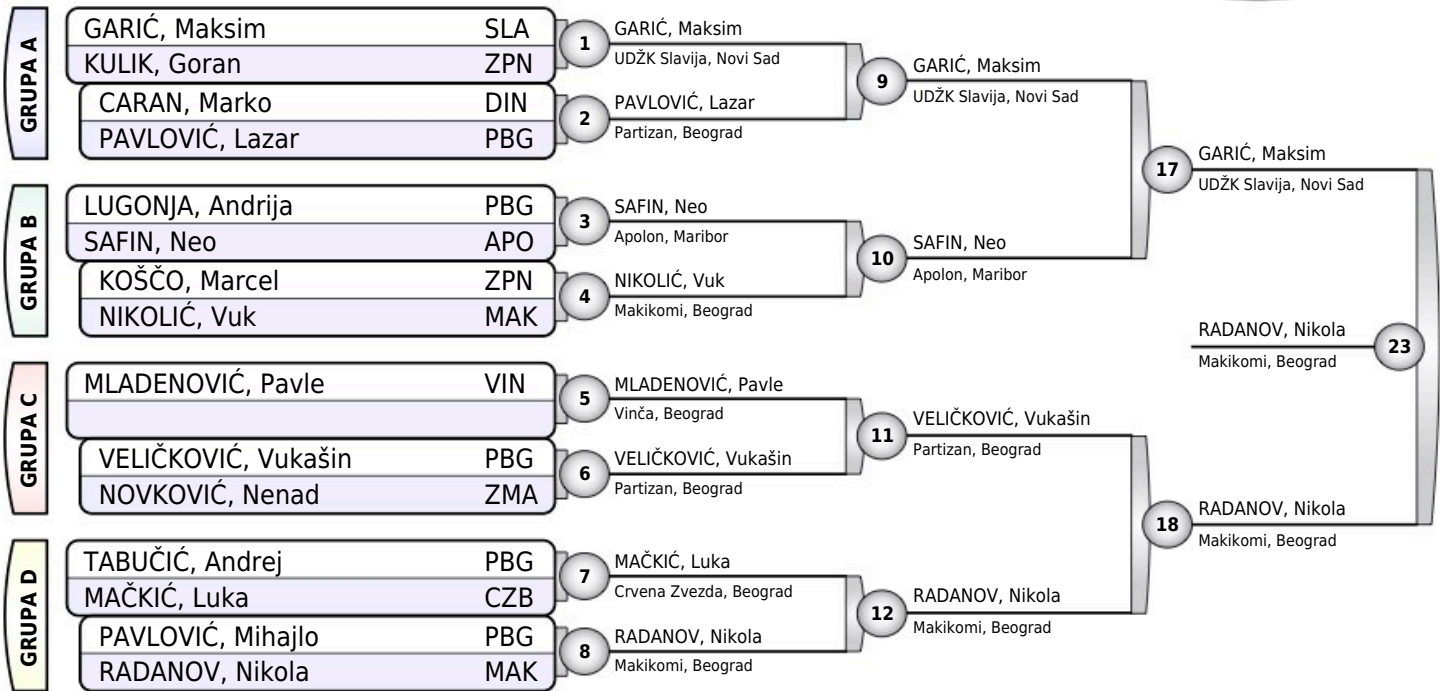 GRUPA A
GARIĆ, Maksim SLA
KULIK, Goran ZPN
CARAN, Marko DIN
PAVLOVIĆ, Lazar PBG
GRUPA B
LUGONJA, Andrija PBG
SAFIN, Neo APO
KOŠČO, Marcel ZPN
NIKOLIĆ, Vuk MAK
GRUPA C
MLADENOVIĆ, Pavle VIN
VELIČKOVIĆ, Vukašin PBG
NOVKOVIĆ, Nenad ZMA
GRUPA D
TABUČIĆ, Andrej PBG
MAČKIĆ, Luka CZB
PAVLOVIĆ, Mihajlo PBG
RADANOV, Nikola MAK
1
GARIĆ, Maksim
UDŽK Slavija, Novi Sad
2
PAVLOVIĆ, Lazar
Partizan, Beograd
3
SAFIN, Neo
Apolon, Maribor
4
NIKOLIĆ, Vuk
Makikomi, Beograd
5
MLADENOVIĆ, Pavle
Vinča, Beograd
6
VELIČKOVIĆ, Vukašin
Partizan, Beograd
7
MAČKIĆ, Luka
Crvena Zvezda, Beograd
8
RADANOV, Nikola
Makikomi, Beograd
9
GARIĆ, Maksim
UDŽK Slavija, Novi Sad
10
SAFIN, Neo
Apolon, Maribor
11
VELIČKOVIĆ, Vukašin
Partizan, Beograd
12
RADANOV, Nikola
Makikomi, Beograd
17
GARIĆ, Maksim
UDŽK Slavija, Novi Sad
18
RADANOV, Nikola
Makikomi, Beograd
RADANOV, Nikola
Makikomi, Beograd
23